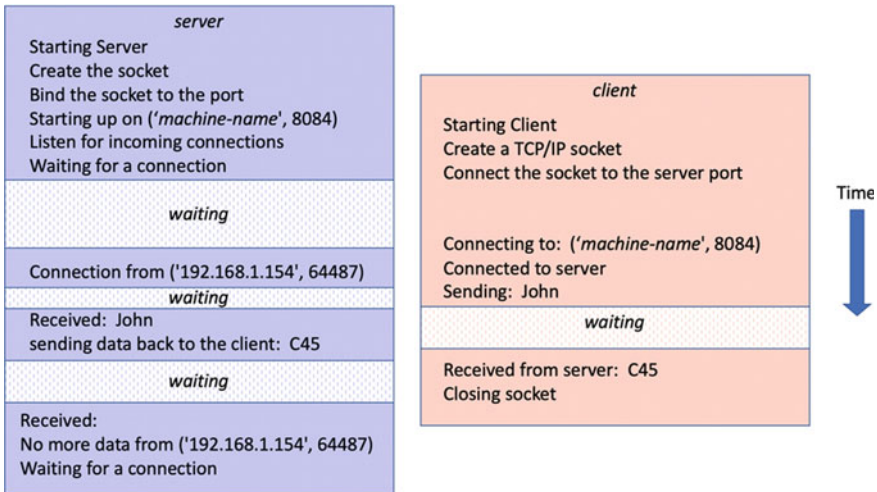 server
Starting Server
Create the socket
Bind the socket to the port
Starting up on (‘machine-name', 8084)
Listen for incoming connections
Waiting for a connection
waiting
Connection from ('192.168.1.154', 64487)
waiting
Received: John
sending data back to the client: C45
waiting
Received:
No more data from ('192.168.1.154', 64487)
Waiting for a connection
client
Starting Client
Create a TCP/IP socket
Connect the socket to the server port
Connecting to: (‘machine-name', 8084)
Connected to server
Sending: John
waiting
Received from server: C45
Closing socket
Time